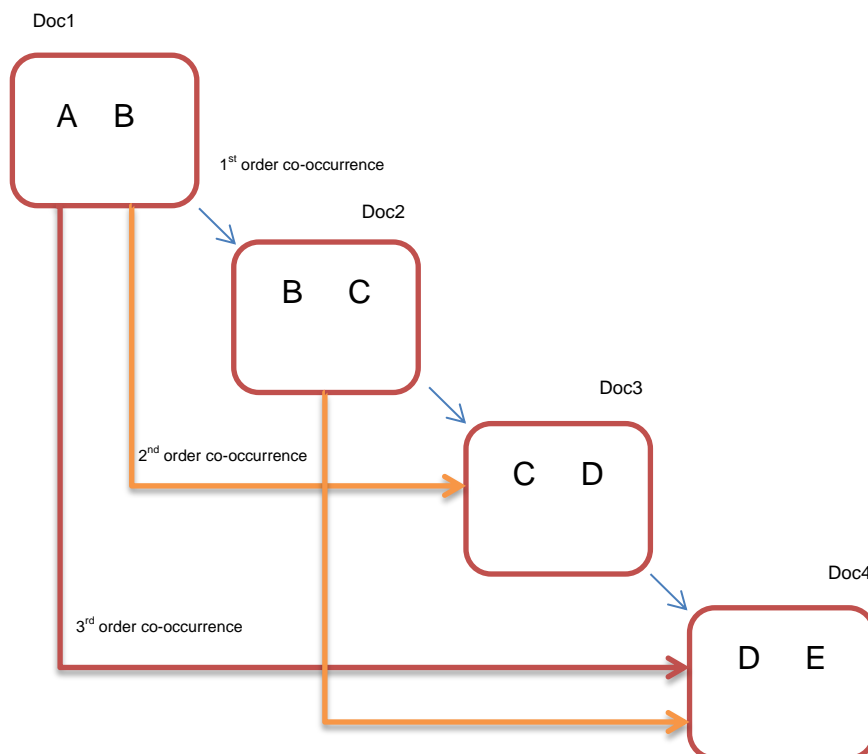 Doc1
A B
1st order co-occurrence
Doc2
B C
Doc3
2nd order co-occurrence
C D
Doc4
3rd order co-occurrence
D E